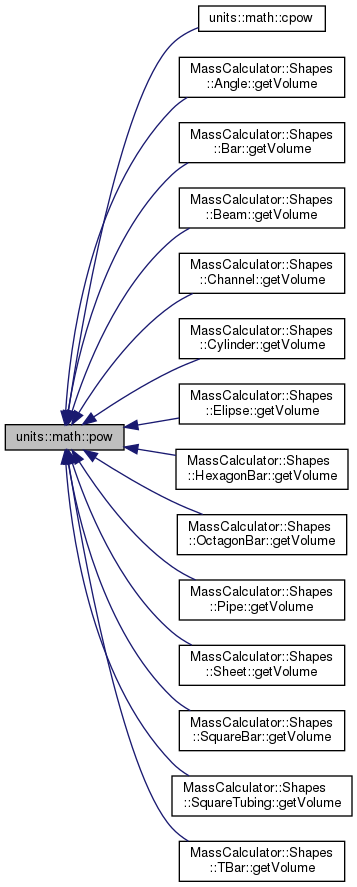 units::math::cpow
MassCalculator::Shapes
::Angle::getVolume
MassCalculator::Shapes
::Bar::getVolume
MassCalculator::Shapes
::Beam::getVolume
MassCalculator::Shapes
::Channel::getVolume
MassCalculator::Shapes
::Cylinder::getVolume
MassCalculator::Shapes
::Elipse::getVolume
units::math::pow
MassCalculator::Shapes
::HexagonBar::getVolume
MassCalculator::Shapes
::OctagonBar::getVolume
MassCalculator::Shapes
::Pipe::getVolume
MassCalculator::Shapes
::Sheet::getVolume
MassCalculator::Shapes
::SquareBar::getVolume
MassCalculator::Shapes
::SquareTubing::getVolume
MassCalculator::Shapes
::TBar::getVolume